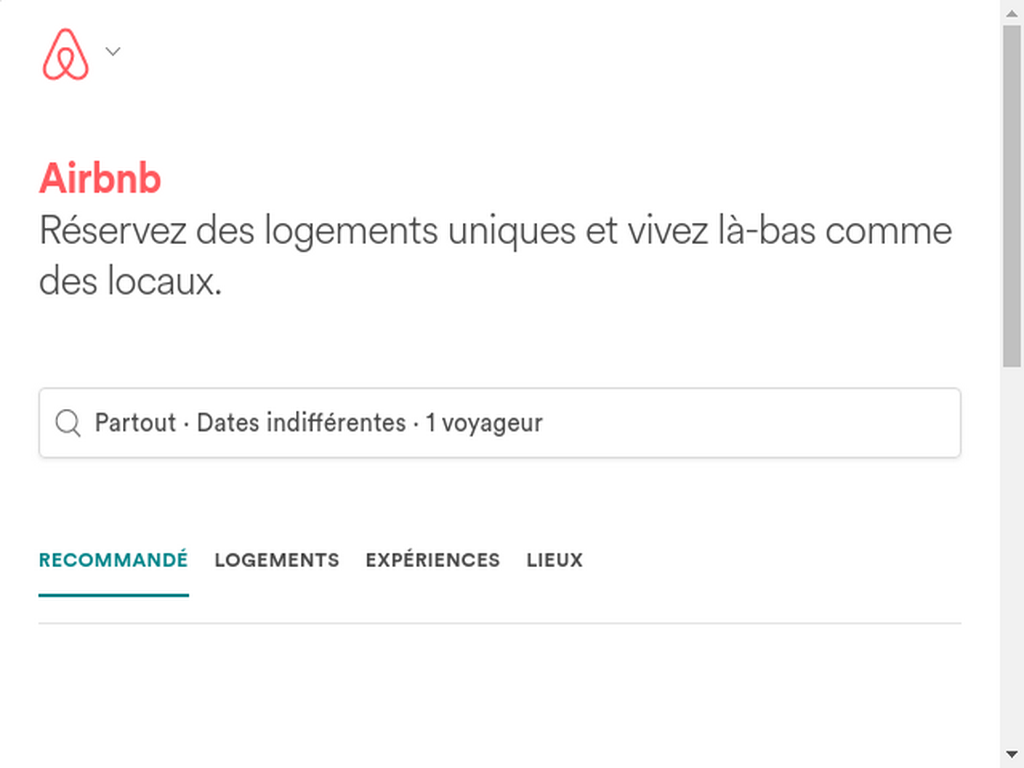 Airbnb
Réservez des logements uniques et vivez là-bas comme
des locaux.
Partout · Dates indifférentes · 1 voyageur
RECOMMANDÉ LOGEMENTS EXPÉRIENCES LIEUX